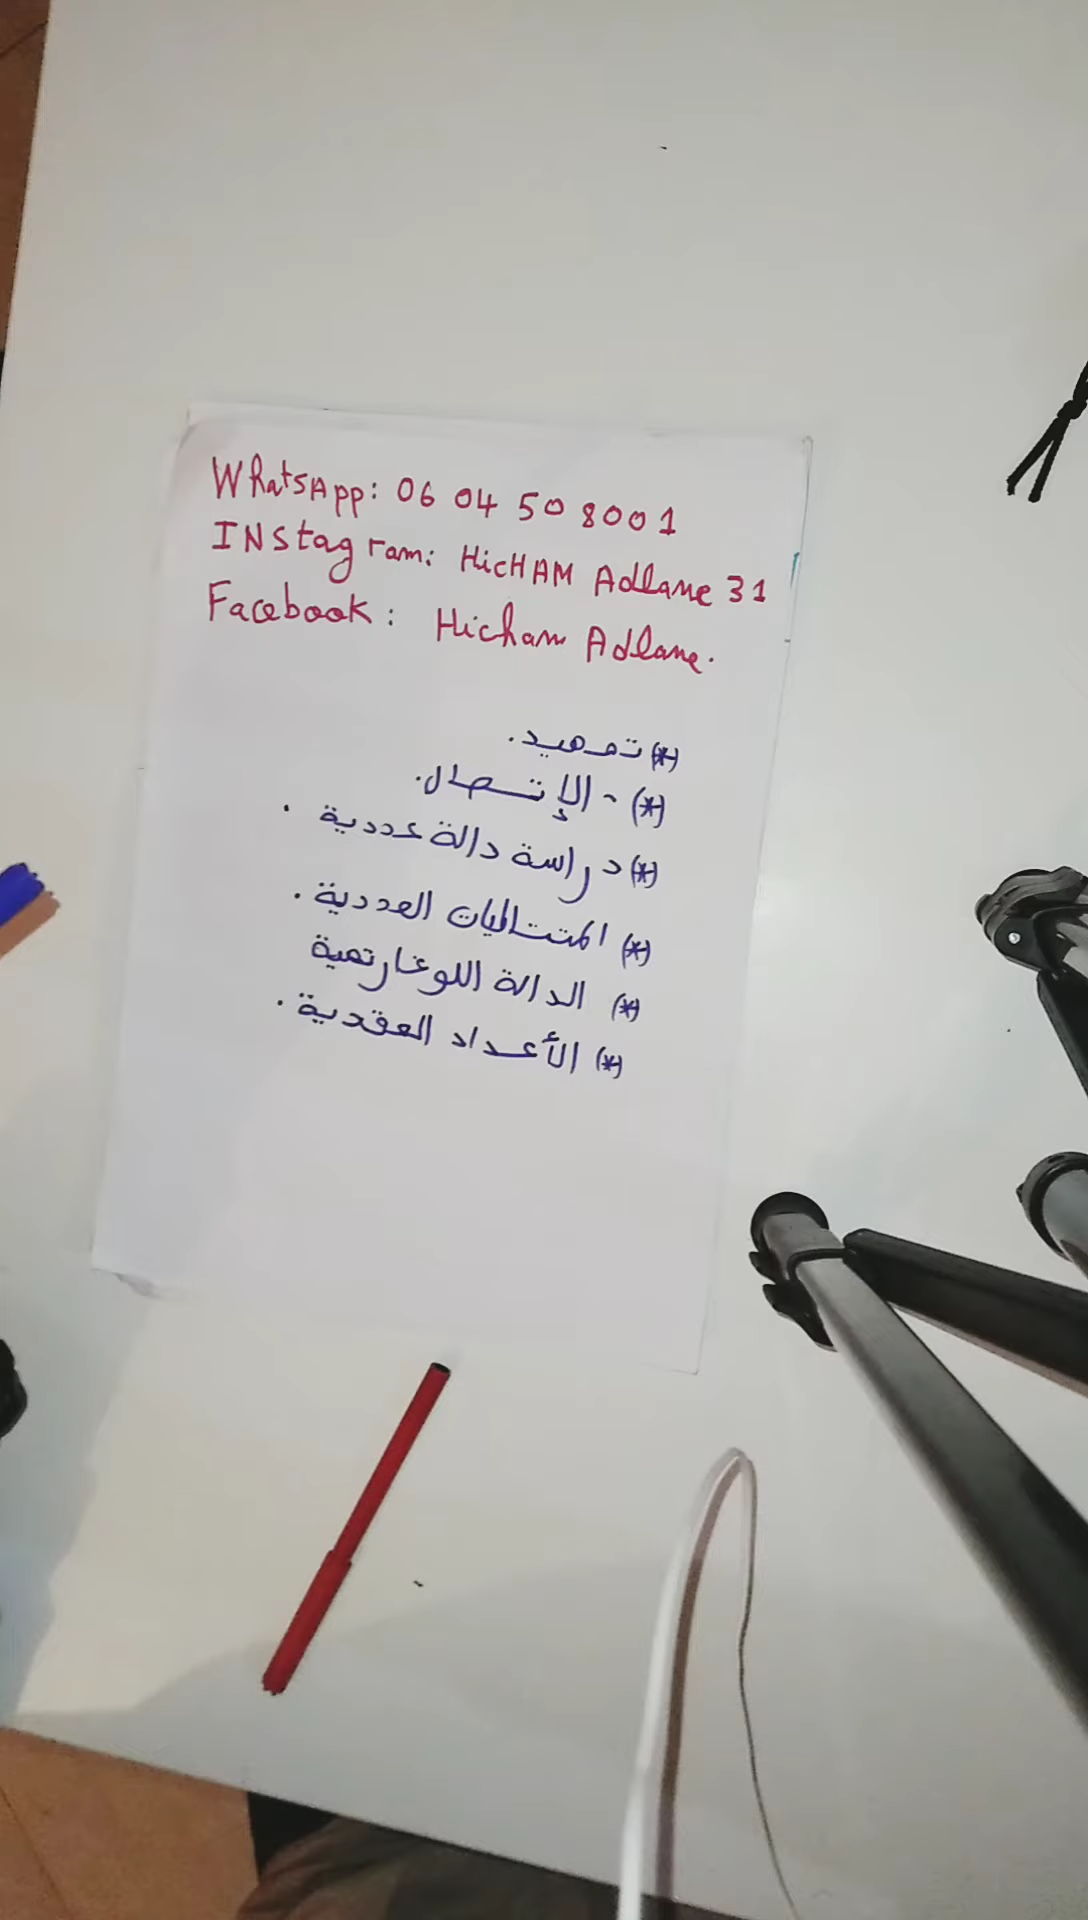 WhatsApp: 06 04 50 8001
INstagram: HicHAM Adlane 31
Facebook: Hicham Adlane.
(*) تمهيد.
(*) - الإتصال.
(*) دراسة دالة عددية .
(*) المتتاليات العددية .
(*) الدالة اللوغارتمية
(*) الأعداد العقدية .